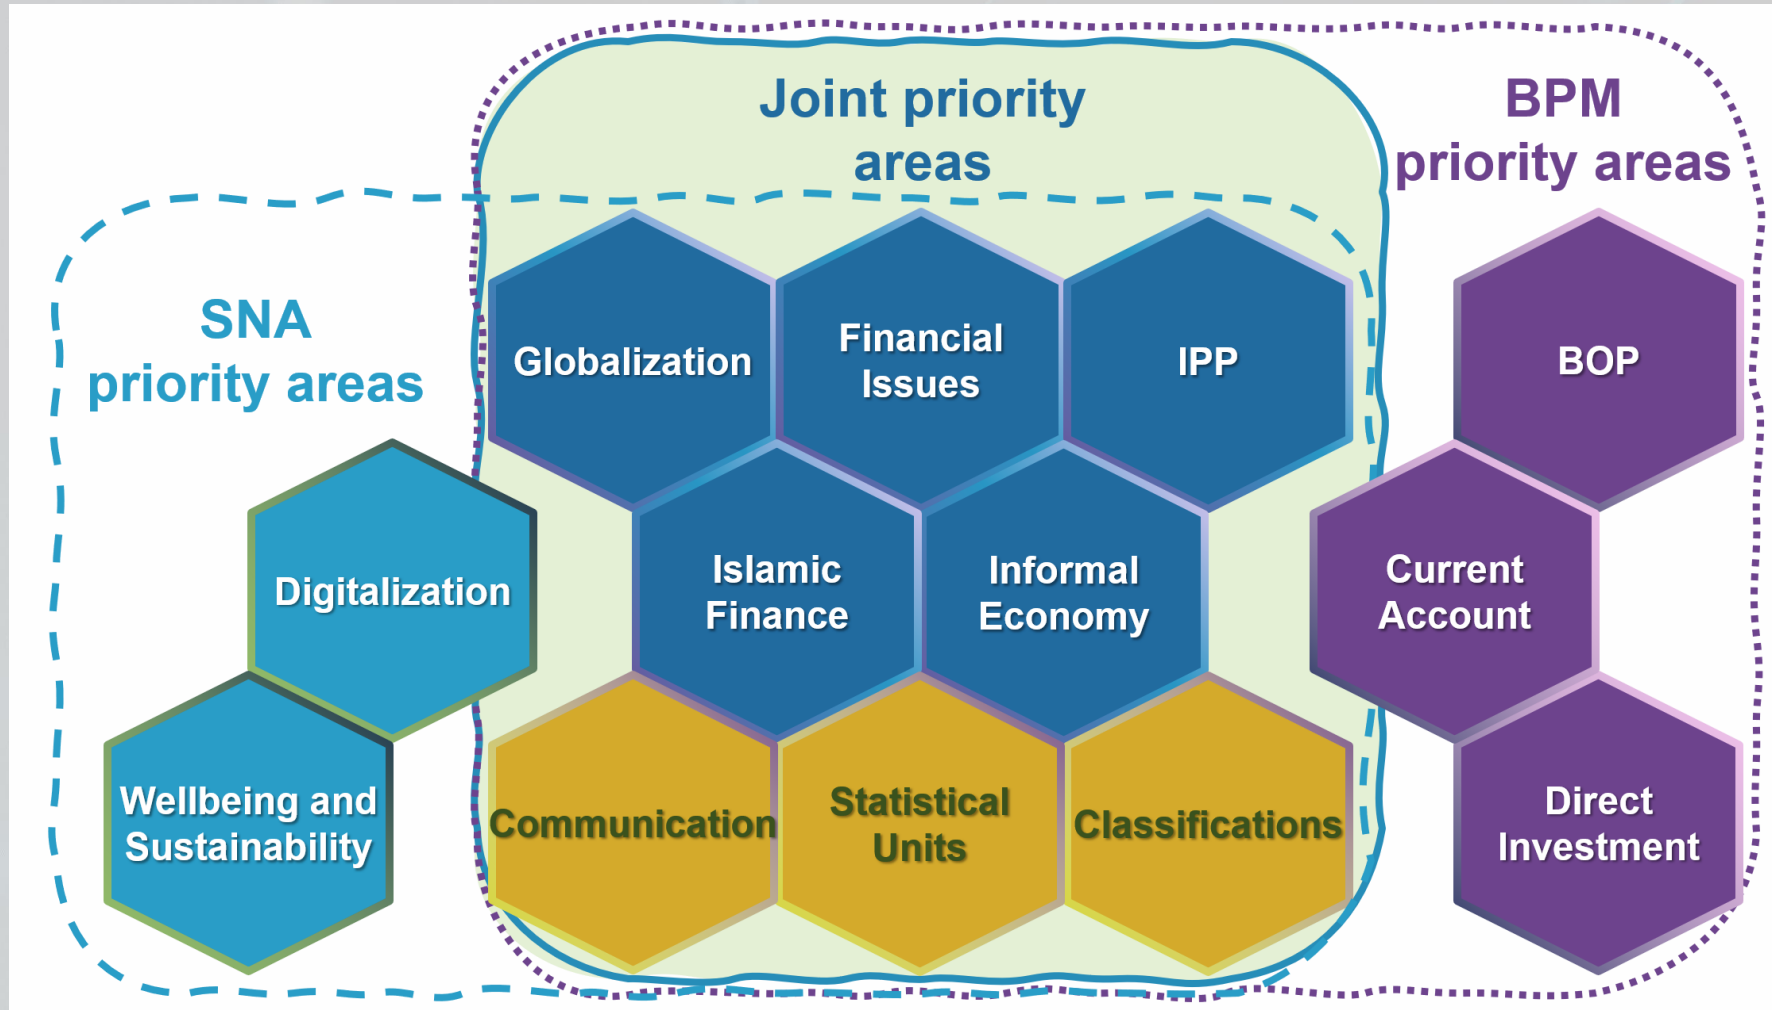 Joint priority
areas
BPM
priority areas
SNA
priority areas
Globalization
Financial
Issues
IPP
BOP
Digitalization
Islamic
Finance
Informal
Economy
Current
Account
Wellbeing and
Sustainability
Communication
Statistical
Units
Classifications
Direct
Investment